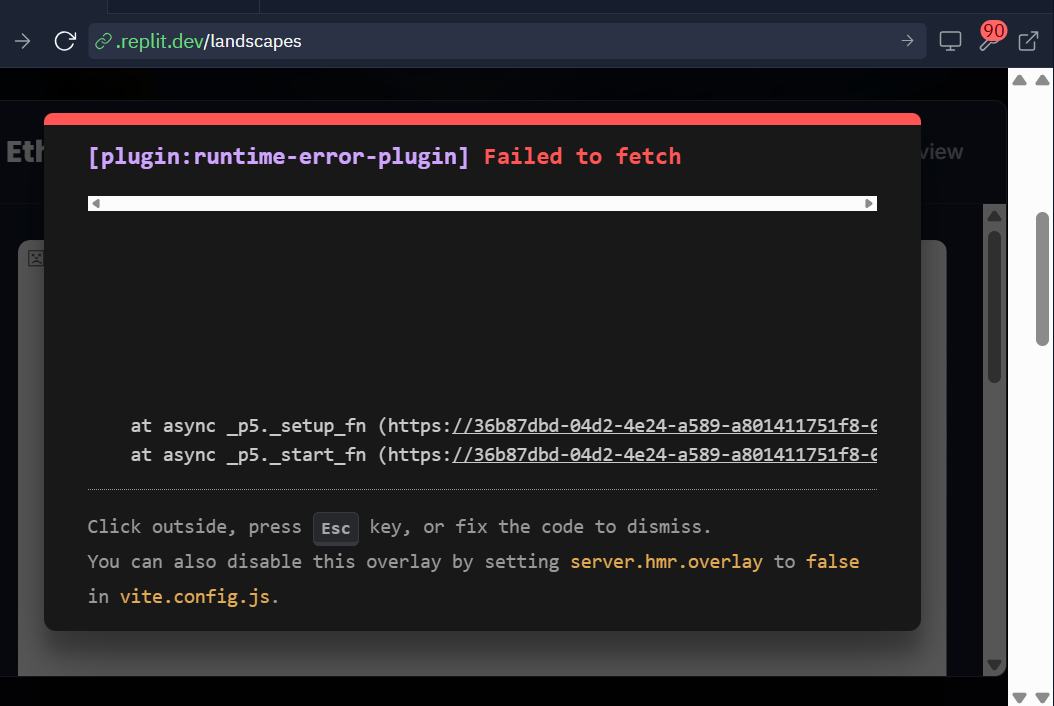 .replit.dev/landscapes
90
Eth
view
[plugin:runtime-error-plugin] Failed to fetch
at async _p5._setup_fn (https://36b87dbd-04d2-4e24-a589-a801411751f8-0
at async _p5._start_fn (https://36b87dbd-04d2-4e24-a589-a801411751f8-0
Click outside, press Esc key, or fix the code to dismiss.
You can also disable this overlay by setting server.hmr.overlay to false
in vite.config.js.